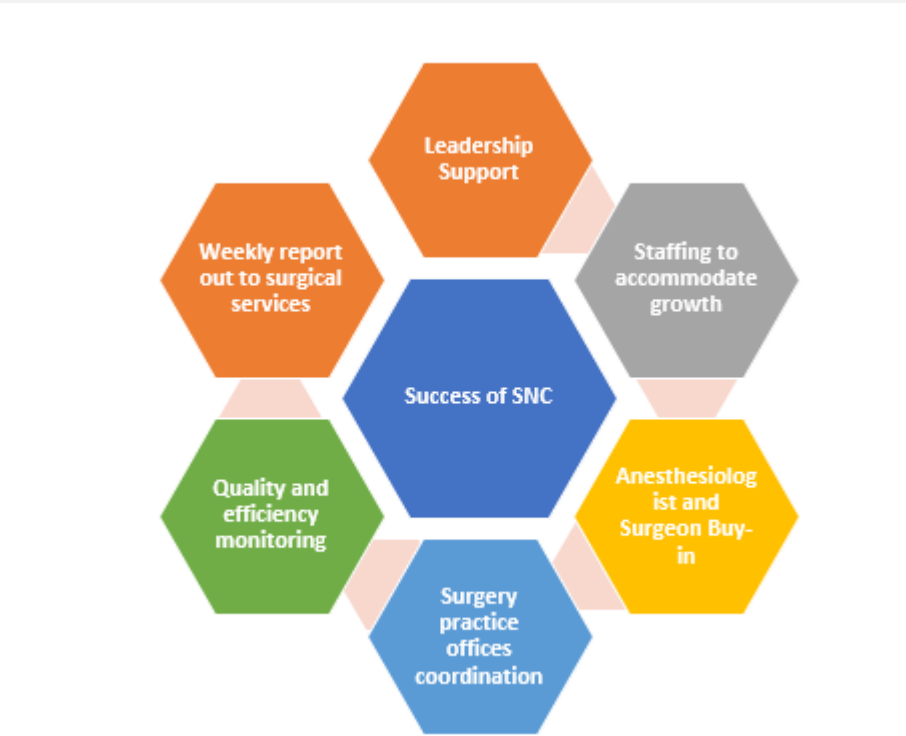 Leadership
Support
Staffing to
accommodate
growth
Anesthesiolog
ist and
Surgeon Buy-
in
Surgery
practice
offices
coordination
Quality and
efficiency
monitoring
Weekly report
out to surgical
services
Success of SNC